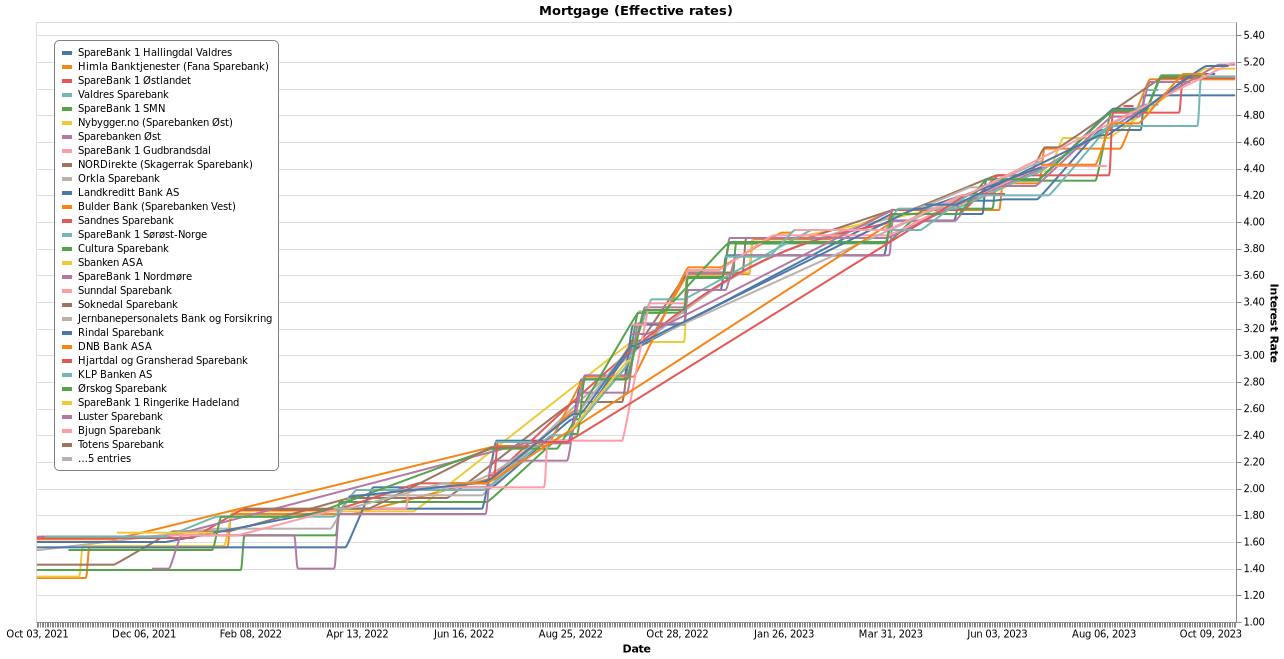 Mortgage (Effective rates)
SpareBank 1 Hallingdal Valdres
Himla Banktjenester (Fana Sparebank)
SpareBank 1 Østlandet
Valdres Sparebank
SpareBank 1 SMN
Nybygger.no (Sparebanken Øst)
Sparebanken Øst
SpareBank 1 Gudbrandsdal
NORDirekte (Skagerrak Sparebank)
Orkla Sparebank
Landkreditt Bank AS
Bulder Bank (Sparebanken Vest)
Sandnes Sparebank
SpareBank 1 Sørøst-Norge
Cultura Sparebank
Sbanken ASA
SpareBank 1 Nordmøre
Sunndal Sparebank
Soknedal Sparebank
Jernbanepersonalets Bank og Forsikring
Rindal Sparebank
DNB Bank ASA
Hjartdal og Gransherad Sparebank
KLP Banken AS
Ørskog Sparebank
SpareBank 1 Ringerike Hadeland
Luster Sparebank
Bjugn Sparebank
Totens Sparebank
...5 entries
5.40
5.20
5.00
4.80
4.60
4.40
4.20
4.00
3.80
3.60
3.40
3.20
3.00
2.80
2.60
2.40
2.20
2.00
1.80
1.60
1.40
1.20
1.00
Interest Rate
Oct 03, 2021 Dec 06, 2021 Feb 08, 2022 Apr 13, 2022 Jun 16, 2022 Aug 25, 2022 Oct 28, 2022 Jan 26, 2023 Mar 31, 2023 Jun 03, 2023 Aug 06, 2023 Oct 09, 2023
Date